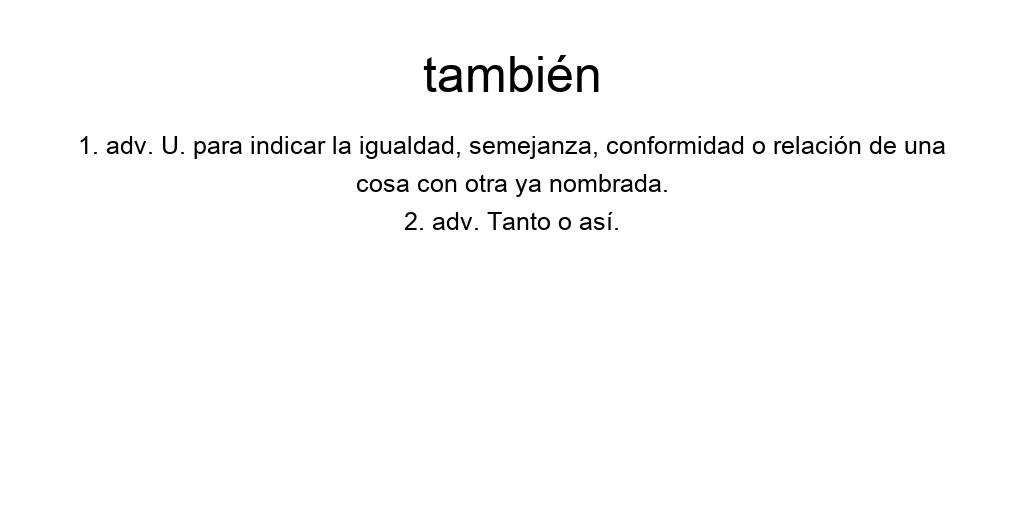 también
1. adv. U. para indicar la igualdad, semejanza, conformidad o relación de una
cosa con otra ya nombrada.
2. adv. Tanto o así.